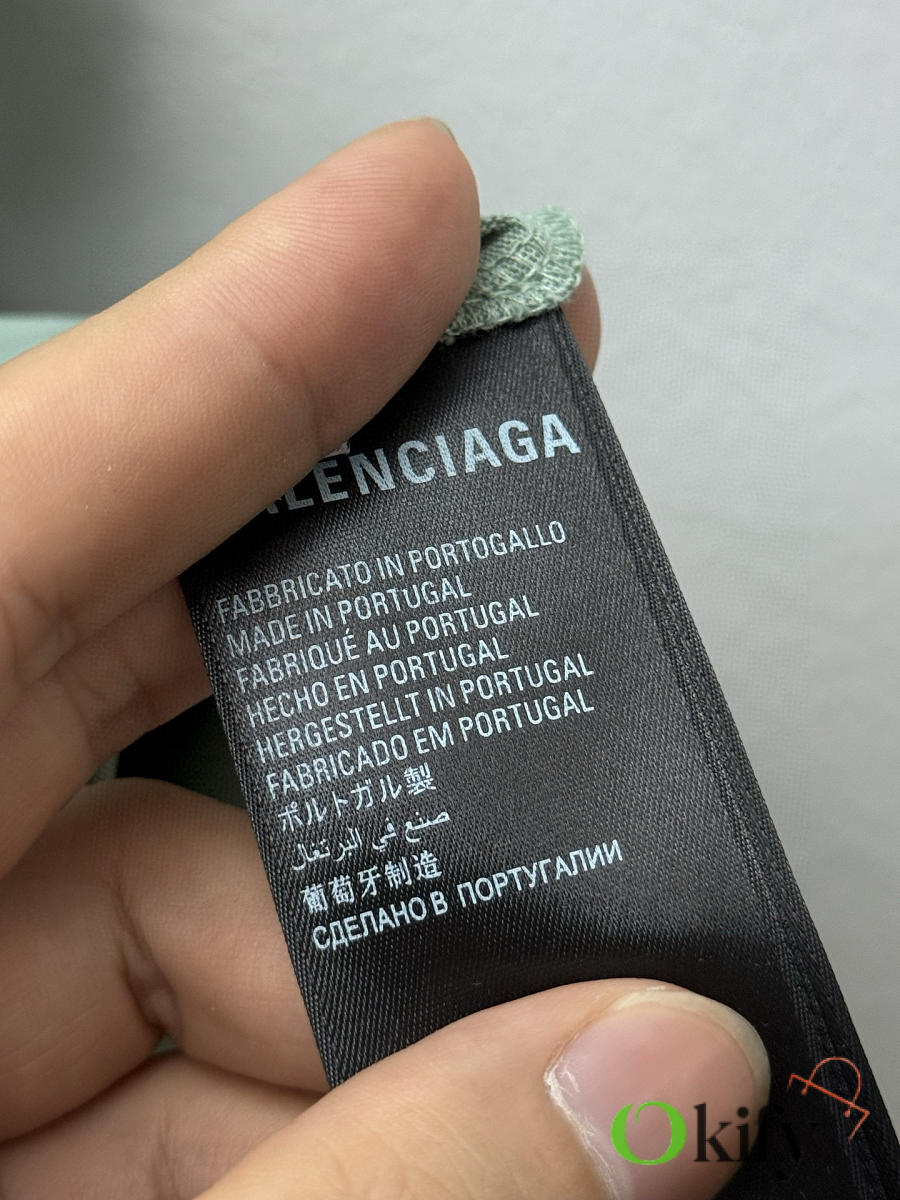 ALENCIAGA
FABBRICATO IN PORTOGALLO
MADE IN PORTUGAL
FABRIQUÉ AU PORTUGAL
HECHO EN PORTUGAL
HERGESTELLT IN PORTUGAL
FABRICADO EM PORTUGAL
ポルトガル製
صنع في البرتغال
葡萄牙制造
СДЕЛАНО В ПОРТУГАЛИИ
Okify